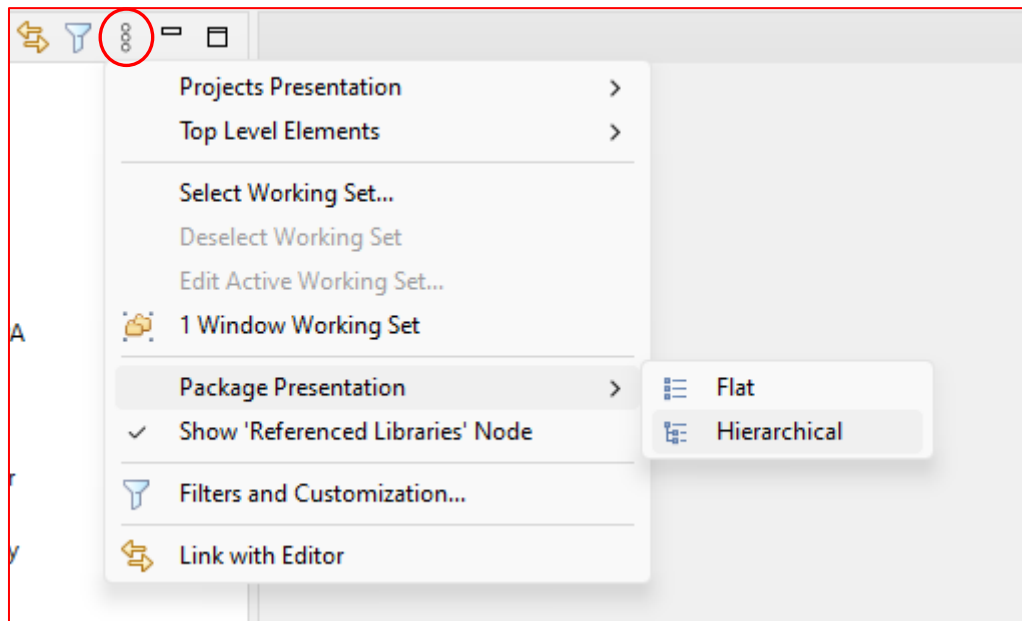 Projects Presentation
Top Level Elements
Select Working Set...
Deselect Working Set
Edit Active Working Set...
A
1 Window Working Set
Package Presentation
Flat
Show 'Referenced Libraries' Node
Hierarchical
r
Filters and Customization...
y
Link with Editor